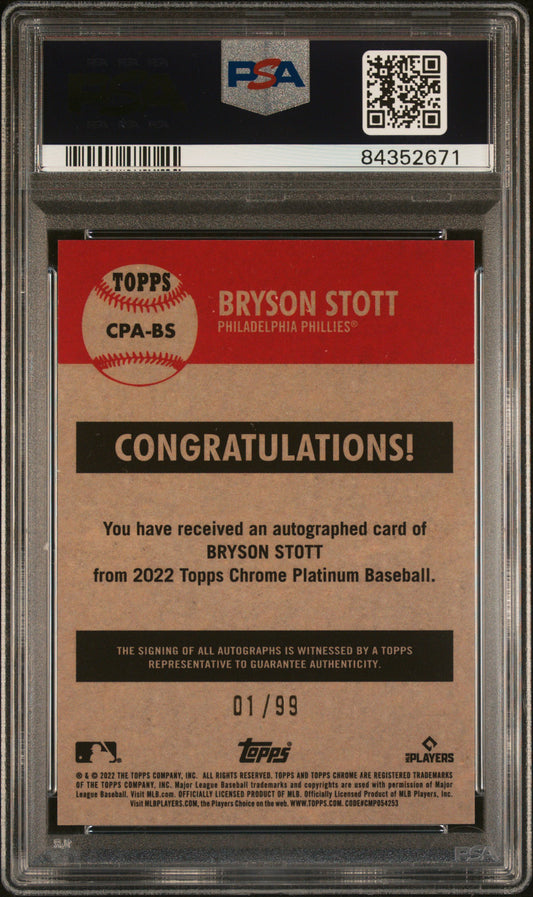 PSA
84352671
TOPPS
CPA-BS
BRYSON STOTT
PHILADELPHIA PHILLIES®
CONGRATULATIONS!
You have received an autographed card of
BRYSON STOTT
from 2022 Topps Chrome Platinum Baseball.
THE SIGNING OF ALL AUTOGRAPHS IS WITNESSED BY A TOPPS
REPRESENTATIVE TO GUARANTEE AUTHENTICITY.
01/99
topps
MLB PLAYERS
® & © 2022 THE TOPPS COMPANY, INC. ALL RIGHTS RESERVED. TOPPS AND TOPPS CHROME ARE REGISTERED TRADEMARKS
OF THE TOPPS COMPANY, INC. Major League Baseball trademarks and copyrights are used with permission of Major
League Baseball. Visit MLB.com. OFFICIALLY LICENSED PRODUCT OF MLB. Officially Licensed Product of MLB Players, Inc.
Visit MLBPLAYERS.com, the Players Choice on the web. WWW.TOPPS.COM. CODE#CMP054253
PSA